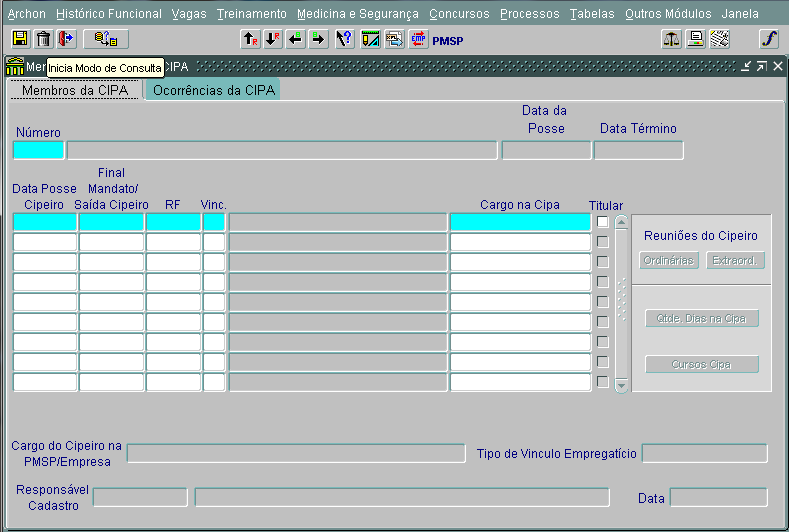 Archon Histórico Funcional Vagas Treinamento Medicina e Segurança Concursos Processos Tabelas Outros Módulos Janela
R R EMP PMSP
Mem Inicia Modo de Consulta CIPA
Membros da CIPA Ocorrências da CIPA
Número Data da Posse Data Término
Data Posse Cipeiro Final Mandato/ Saída Cipeiro RF Vinc. Cargo na Cipa Titular
Reuniões do Cipeiro
Ordinárias Extraord.
Qtde. Dias na Cipa
Cursos Cipa
Cargo do Cipeiro na PMSP/Empresa Tipo de Vinculo Empregatício
Responsável Cadastro Data